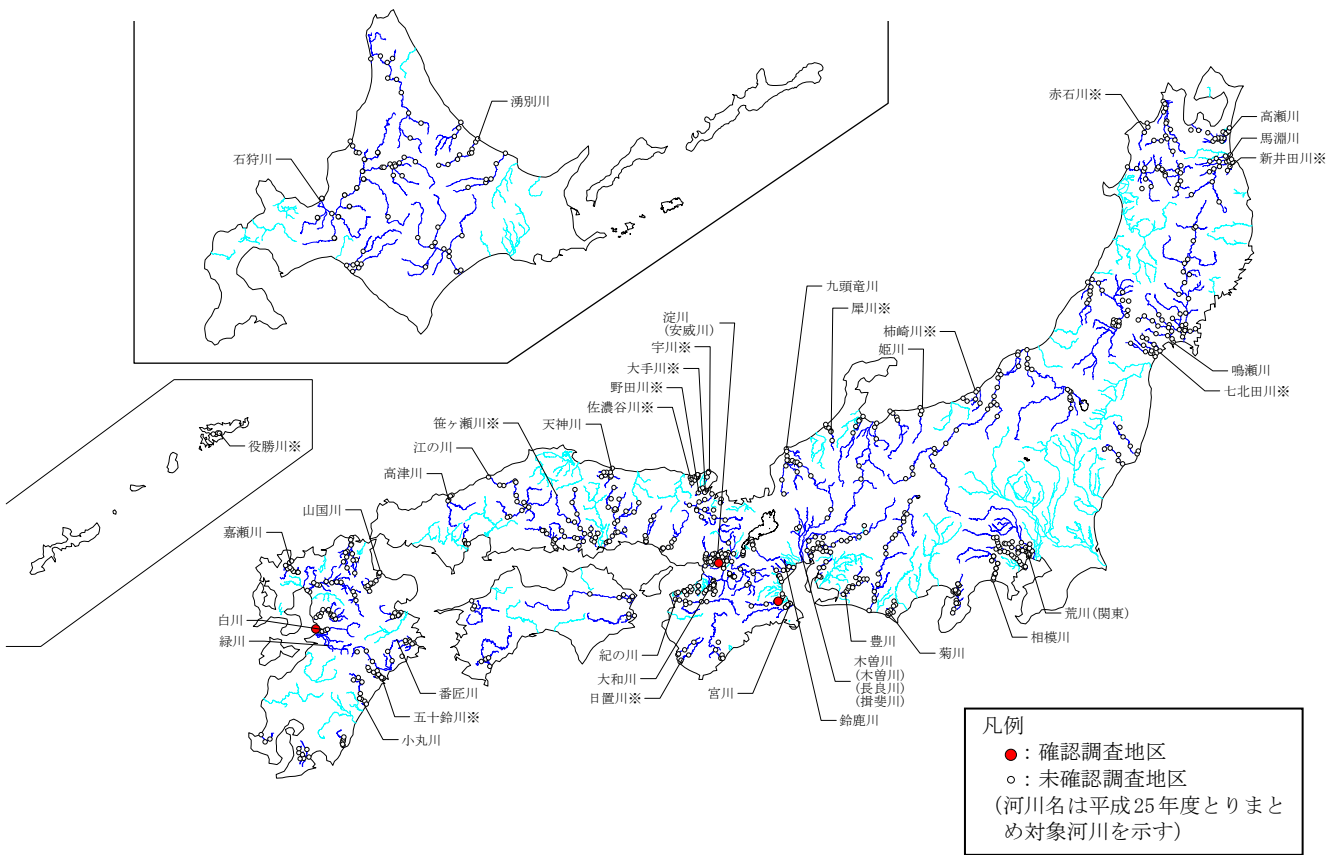 湧別川
石狩川
赤石川※
高瀬川
馬淵川
新井田川※
九頭竜川
犀川※
柿崎川※
姫川
淀川
(安威川)
宇川※
大手川※
野田川※
佐濃谷川※
笹ヶ瀬川※
天神川
江の川
高津川
鳴瀬川
七北田川※
役勝川※
山国川
嘉瀬川
白川
緑川
番匠川
五十鈴川※
小丸川
紀の川
大和川
日置川※
宮川
豊川
木曽川
(木曽川)
(長良川)
(揖斐川)
鈴鹿川
菊川
相模川
荒川(関東)
凡例
：確認調査地区
：未確認調査地区
(河川名は平成25年度とりまと
め対象河川を示す)